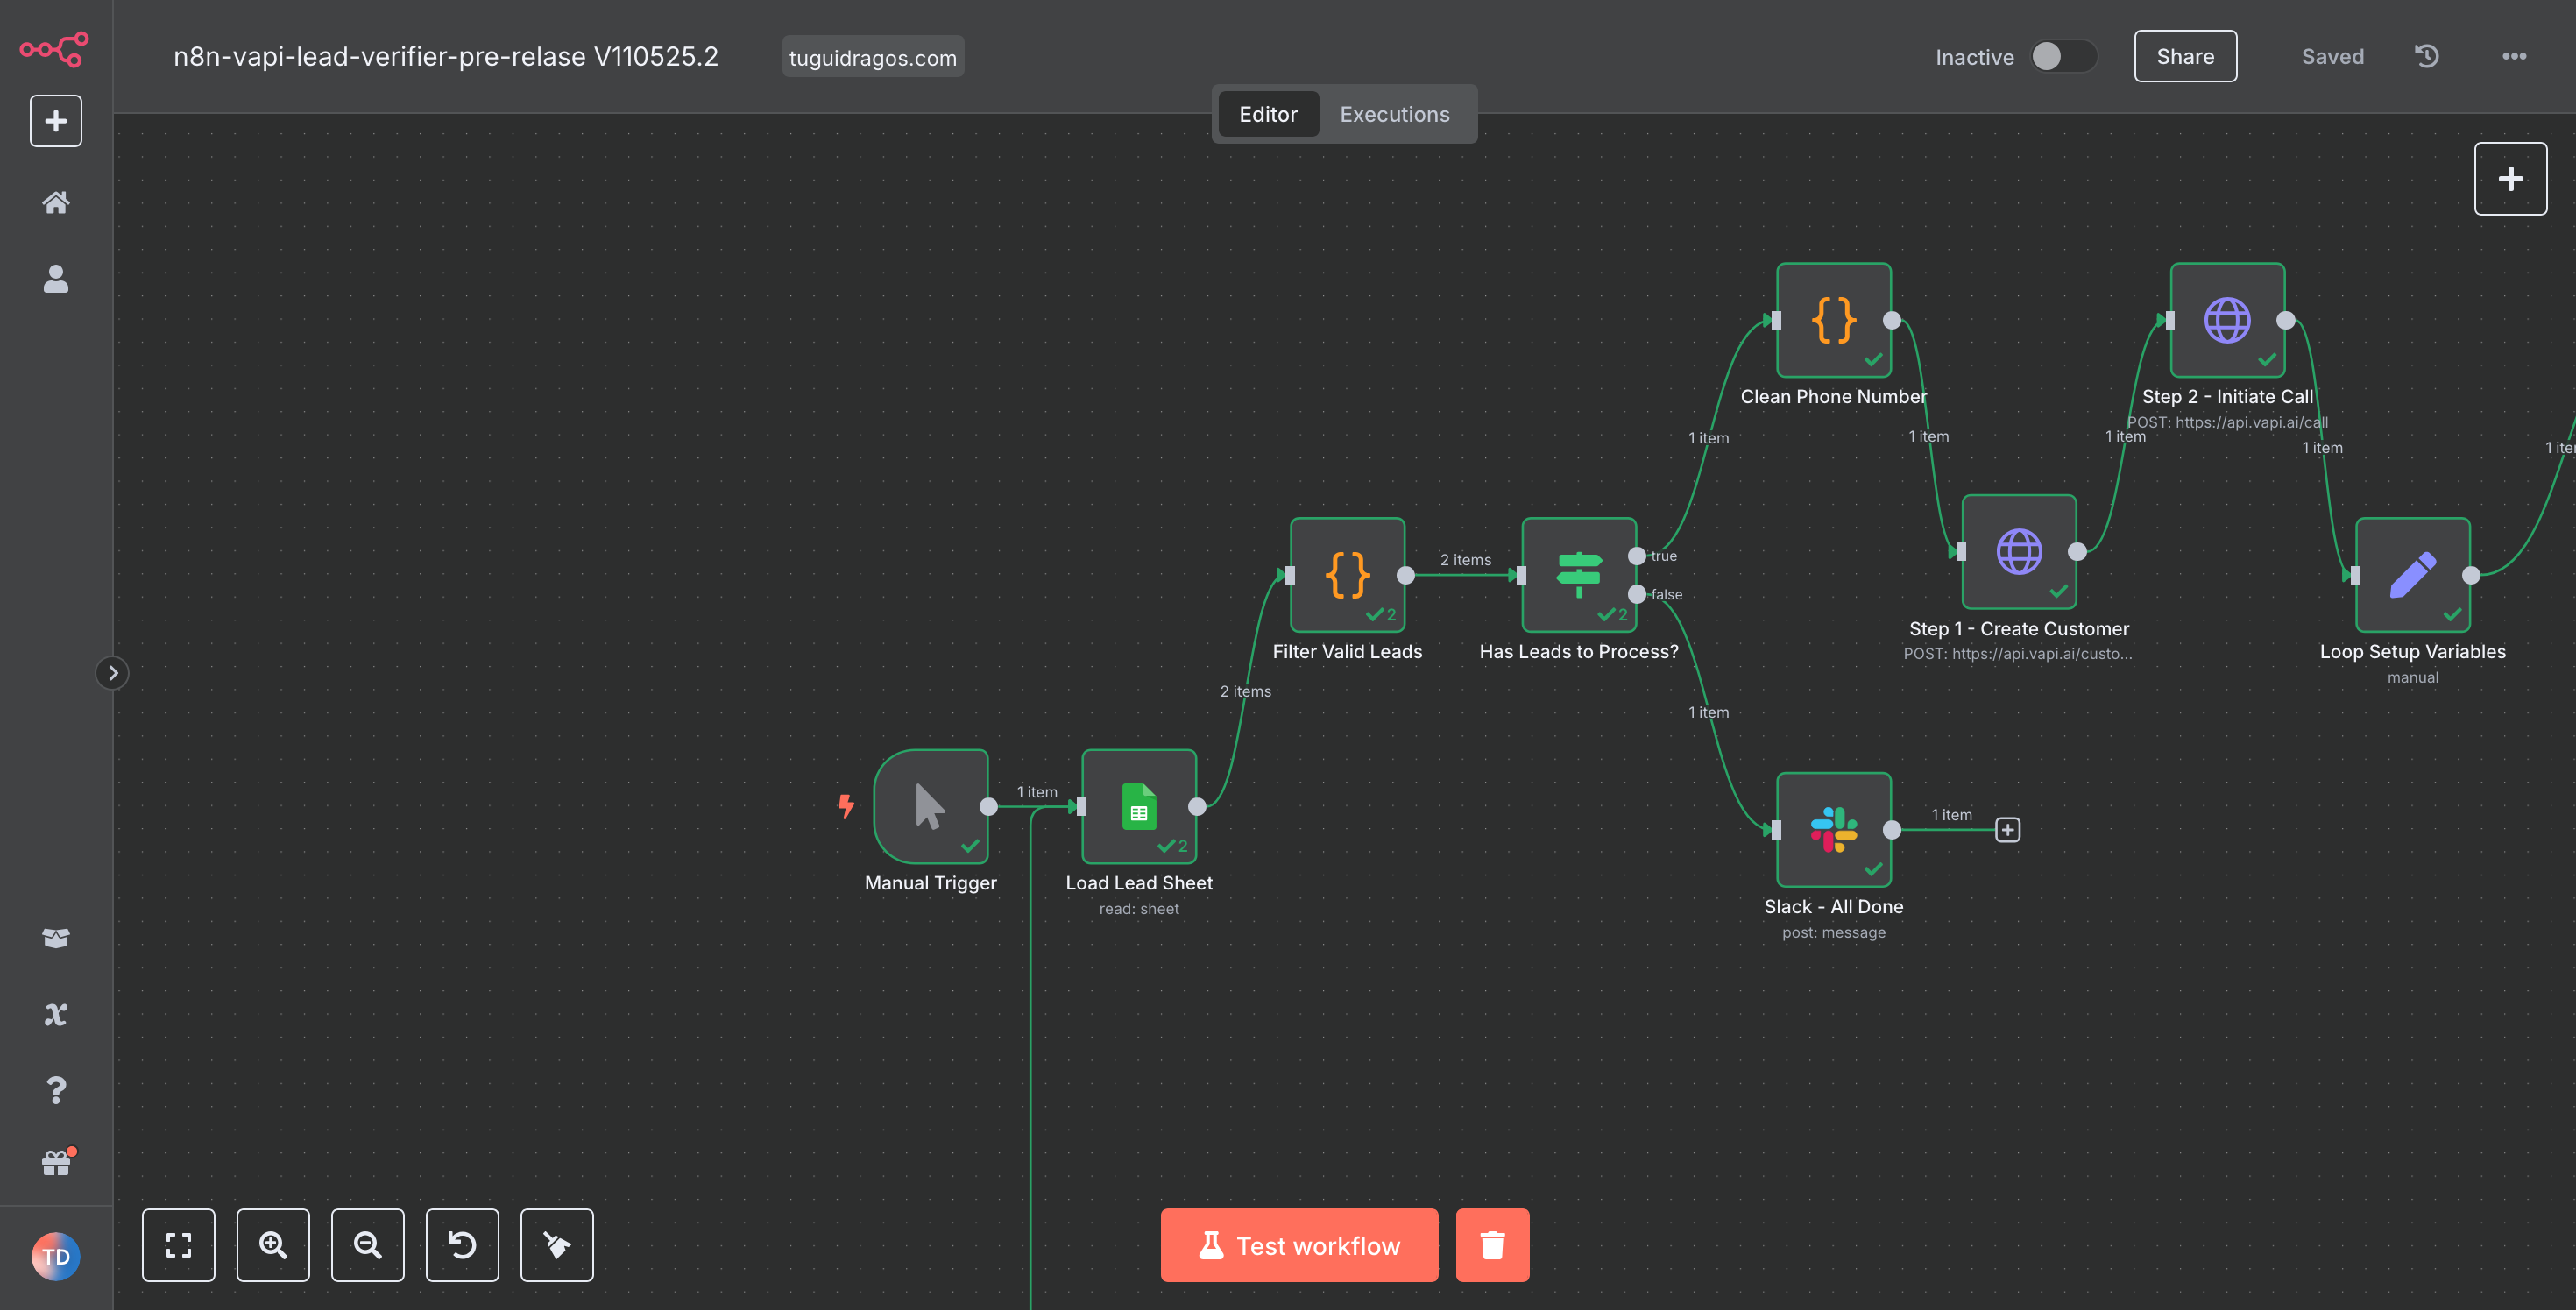 n8n-vapi-lead-verifier-pre-relase V110525.2
tuguidragos.com
Inactive
Share
Saved
Editor
Executions
Clean Phone Number
Step 2 - Initiate Call
POST: https://api.vapi.ai/call
1 item
1 item
1 item
1 item
1 iter
2 items
true
false
2
2
Filter Valid Leads
Has Leads to Process?
Step 1 - Create Customer
POST: https://api.vapi.ai/custo...
Loop Setup Variables
manual
2 items
1 item
1 item
2
1 item
Manual Trigger
Load Lead Sheet
read: sheet
Slack - All Done
post: message
Test workflow
TD